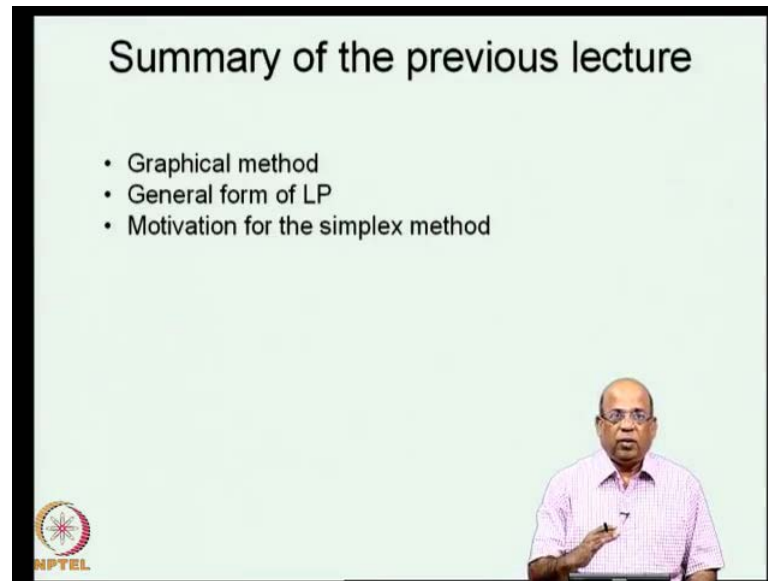 Summary of the previous lecture
• Graphical method
• General form of LP
• Motivation for the simplex method
NPTEL